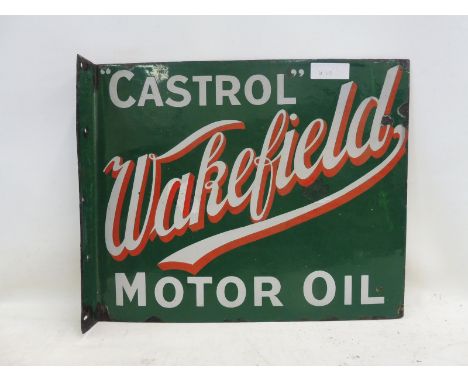 "CASTROL"
Wakefield
MOTOR OIL